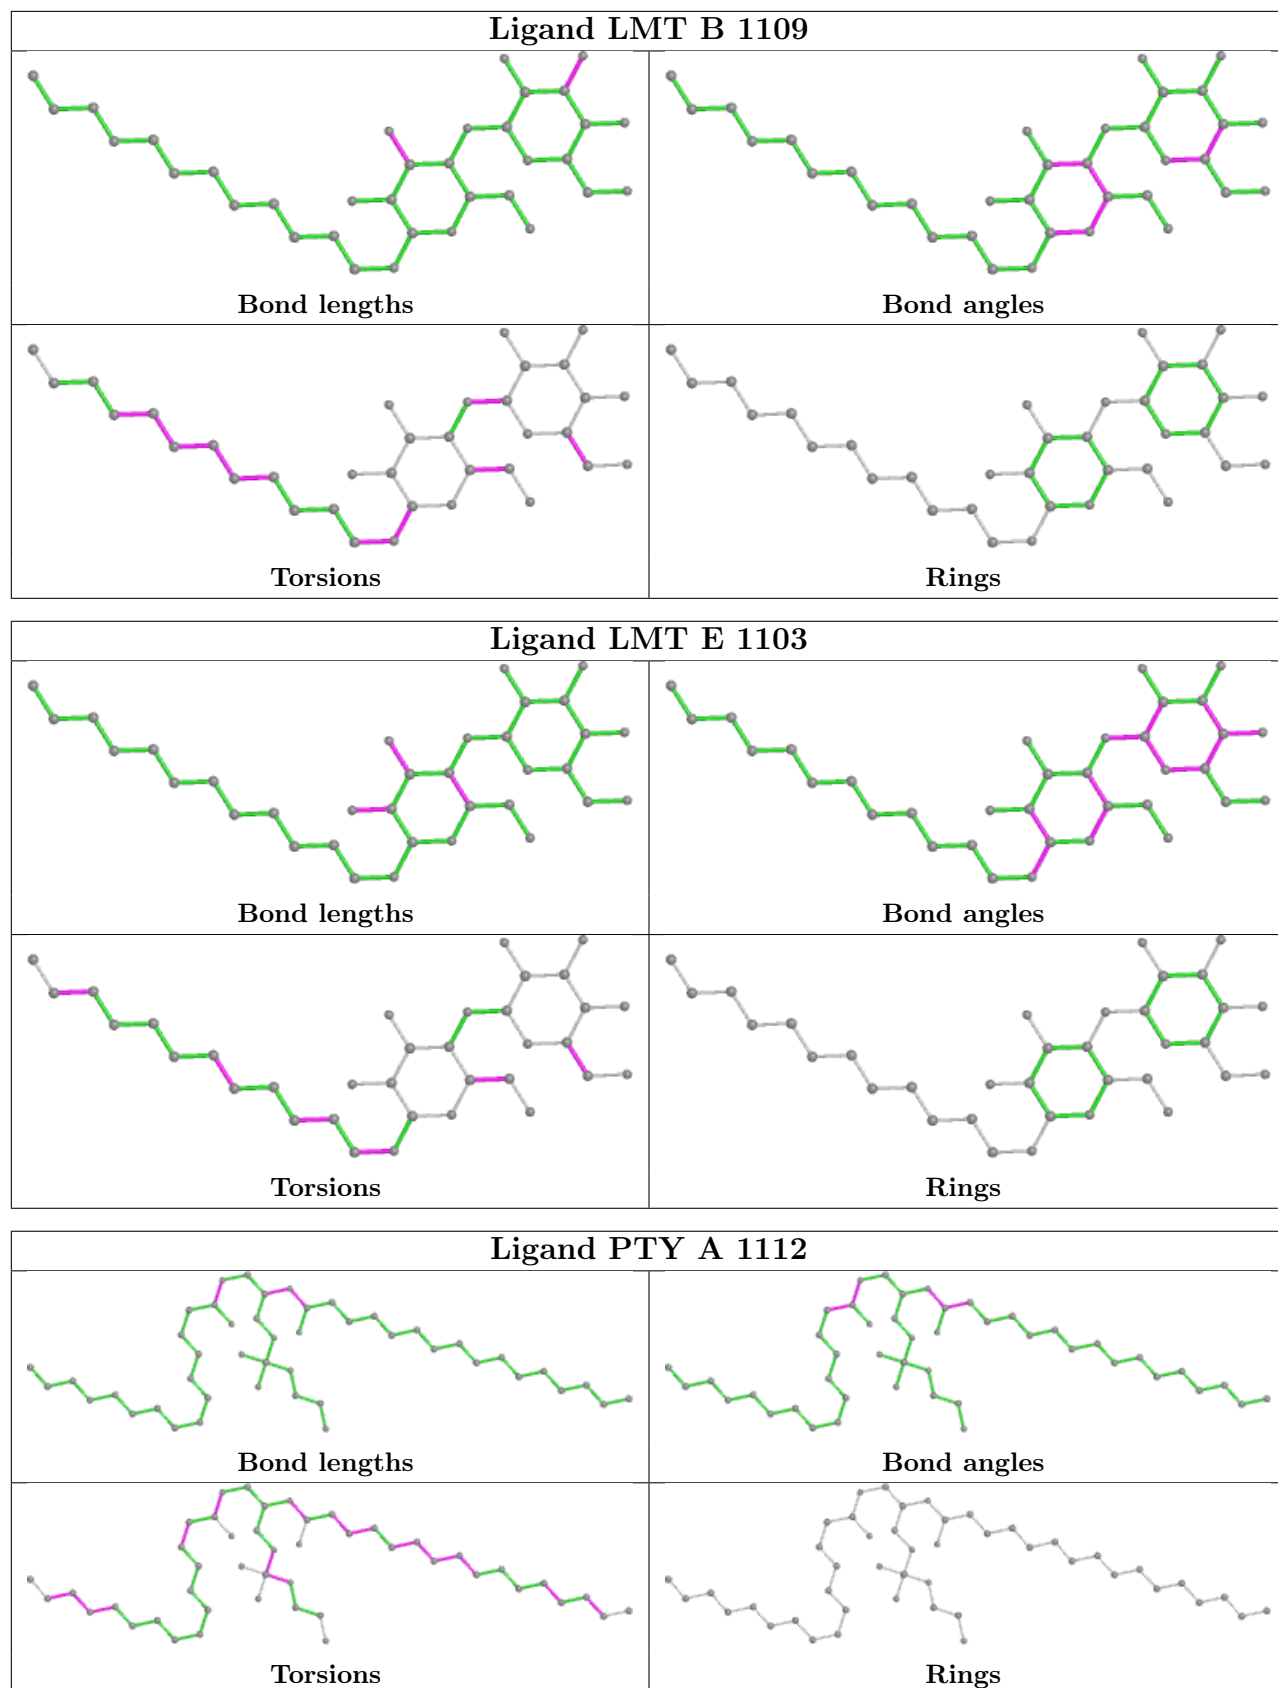 Ligand LMT B 1109
Bond lengths
Bond angles
Torsions
Rings
Ligand LMT E 1103
Bond lengths
Bond angles
Torsions
Rings
Ligand PTY A 1112
Bond lengths
Bond angles
Torsions
Rings